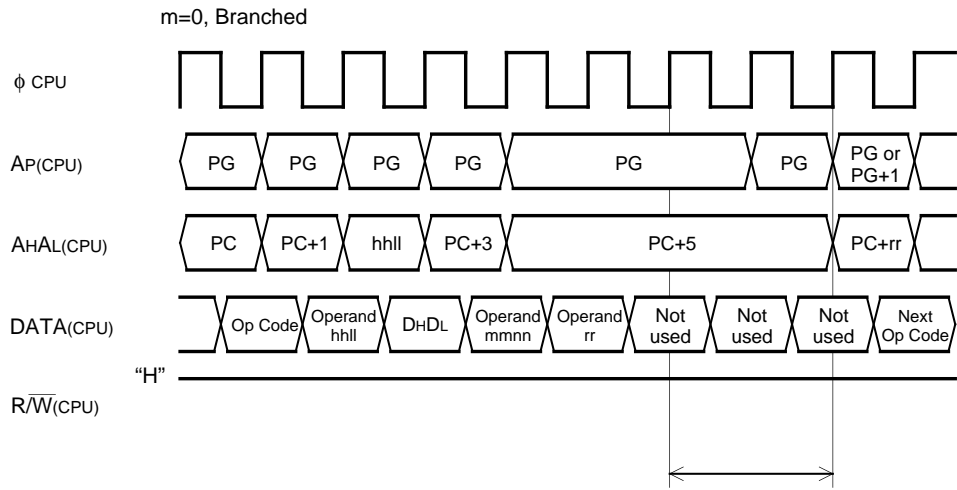 m=0, Branched
ϕ CPU
AP(CPU)
PG PG PG PG PG PG PG or
PG+1
AHAL(CPU)
PC PC+1 hhll PC+3 PC+5 PC+rr
DATA(CPU)
Op Code Operand
hhll DHDL Operand
mmnn Operand
rr Not
used Not
used Not
used Next
Op Code
“H”
R/W̅(CPU)